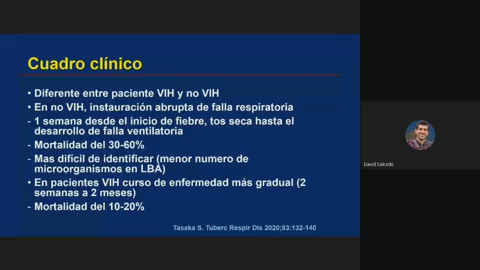 Cuadro clínico
• Diferente entre paciente VIH y no VIH
• En no VIH, instauración abrupta de falla respiratoria
- 1 semana desde el inicio de fiebre, tos seca hasta el
desarrollo de falla ventilatoria
- Mortalidad del 30-60%
- Mas difícil de identificar (menor numero de
microorganismos en LBA)
• En pacientes VIH curso de enfermedad más gradual (2
semanas a 2 meses)
- Mortalidad del 10-20%
Tasaka S. Tuberc Respir Dis 2020;83:132-140
David Salcedo